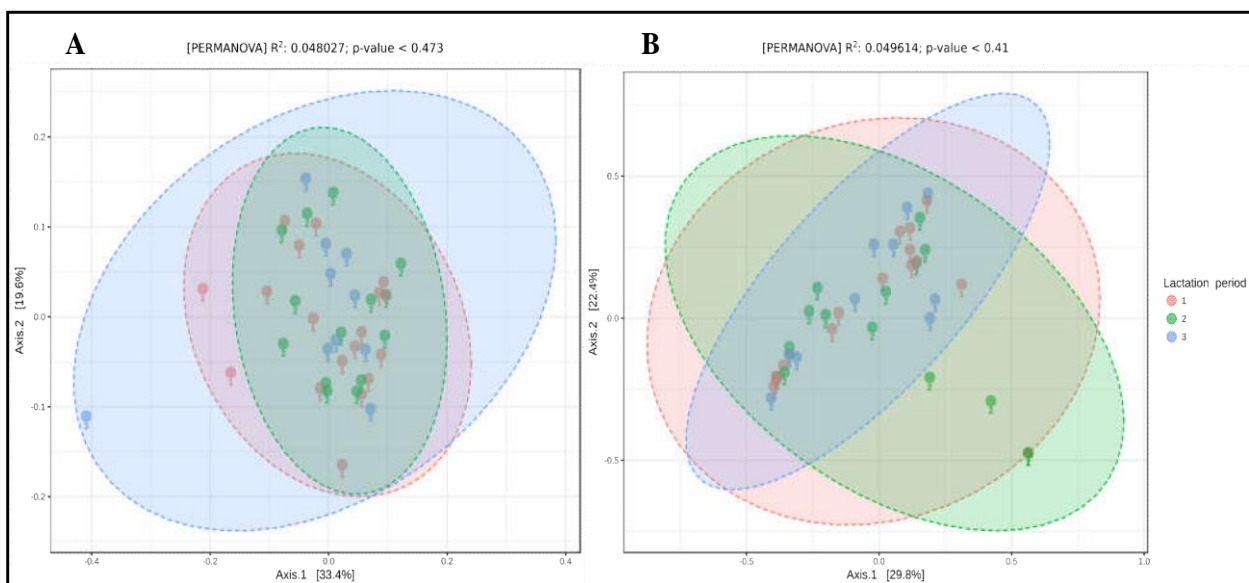 A
[PERMANOVA] R²: 0.048027; p-value < 0.473
0.2
0.1
0.0
-0.1
-0.2
Axis.2 [19.6%]
-0.4
-0.2
0.0
0.2
0.4
Axis.1 [33.4%]
B
[PERMANOVA] R²: 0.049614; p-value < 0.41
0.5
0.0
-0.5
Axis.2 [22.4%]
-0.5
0.0
0.5
1.0
Axis.1 [29.8%]
Lactation_period
1
2
3